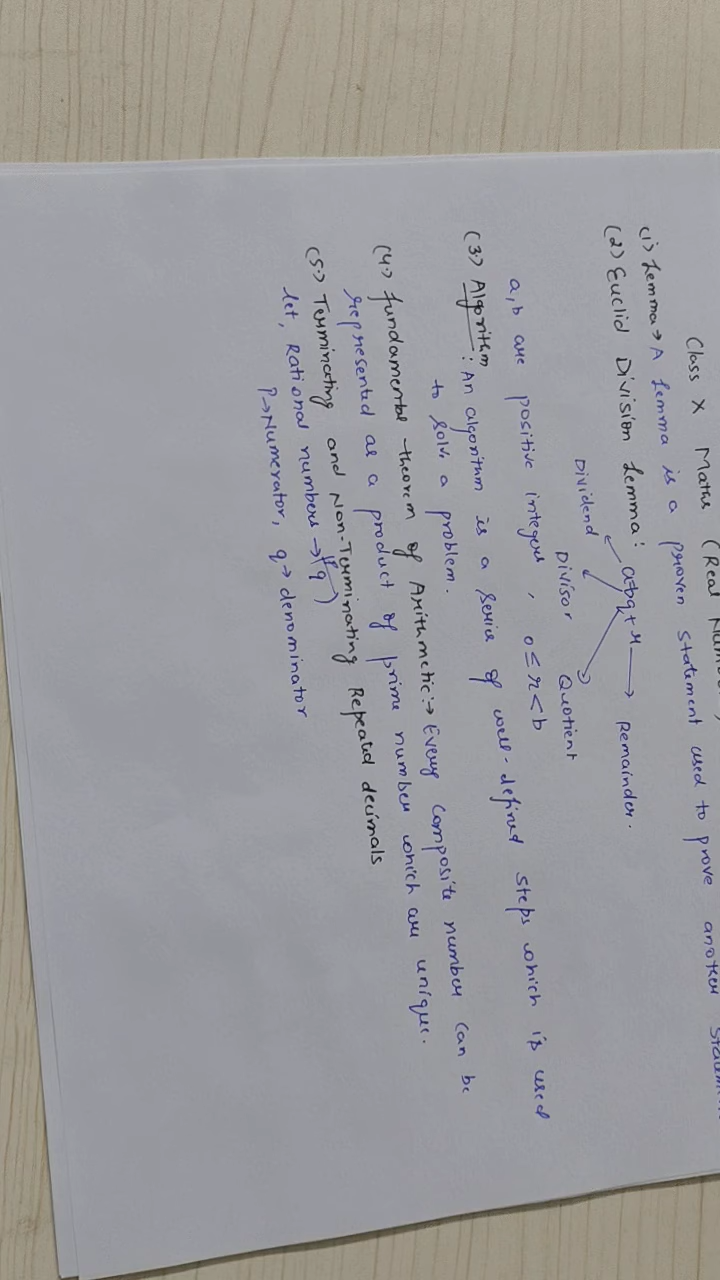 Class X Maths (Real Number
(1) Lemma → A Lemma is a proven statement used to prove another
(2) Euclid Division Lemma: a=bq+r → Remainder.
Dividend Divisor Quotient
a,b are positive integers, 0≤r<b
(3) Algorithm: An algorithm is a serie of well-defined steps which is used
to solve a problem.
(4.) fundamental theorem of Arithmetic:→ Every composite number can be
represented as a product of prime number which are unique.
(5.) Terminating and Non-Terminating Repeated decimals
let, Rational numbers → (p/q)
P→Numerator, q→ denominator